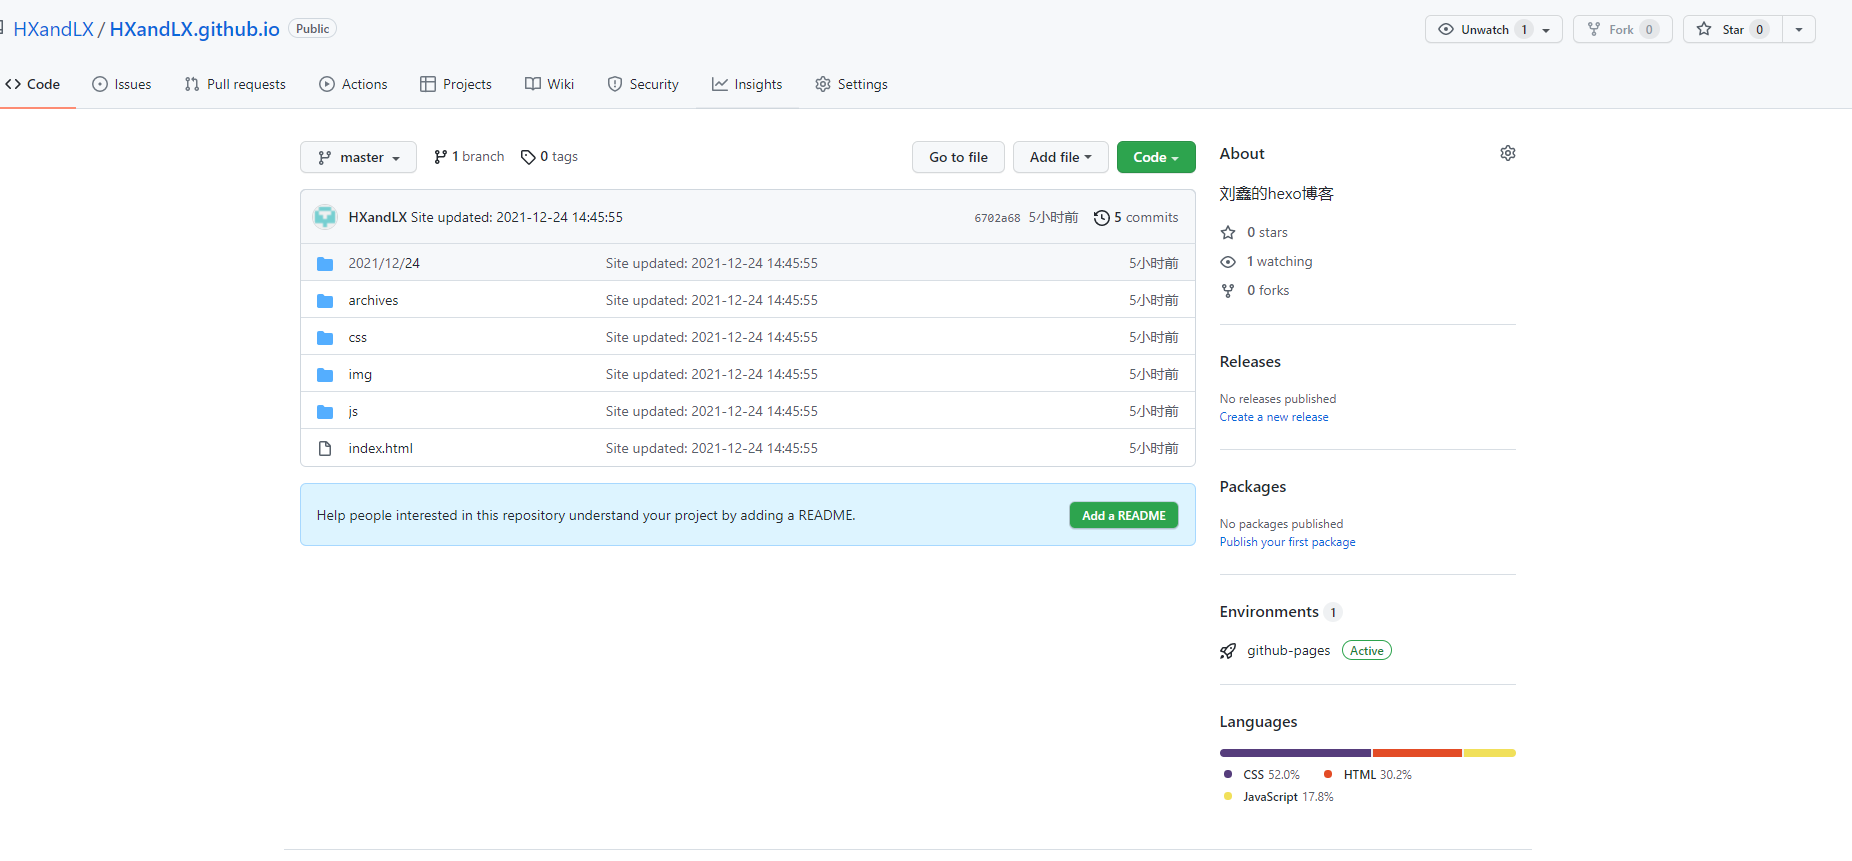 HXandLX / HXandLX.github.io Public
Unwatch 1 Fork 0 Star 0
Code Issues Pull requests Actions Projects Wiki Security Insights Settings
master 1 branch 0 tags Go to file Add file Code
HXandLX Site updated: 2021-12-24 14:45:55 6702a68 5小时前 5 commits
2021/12/24 Site updated: 2021-12-24 14:45:55 5小时前
archives Site updated: 2021-12-24 14:45:55 5小时前
css Site updated: 2021-12-24 14:45:55 5小时前
img Site updated: 2021-12-24 14:45:55 5小时前
js Site updated: 2021-12-24 14:45:55 5小时前
index.html Site updated: 2021-12-24 14:45:55 5小时前
Help people interested in this repository understand your project by adding a README. Add a README
About
刘鑫的hexo博客
0 stars
1 watching
0 forks
Releases
No releases published
Create a new release
Packages
No packages published
Publish your first package
Environments 1
github-pages Active
Languages
CSS 52.0% HTML 30.2%
JavaScript 17.8%